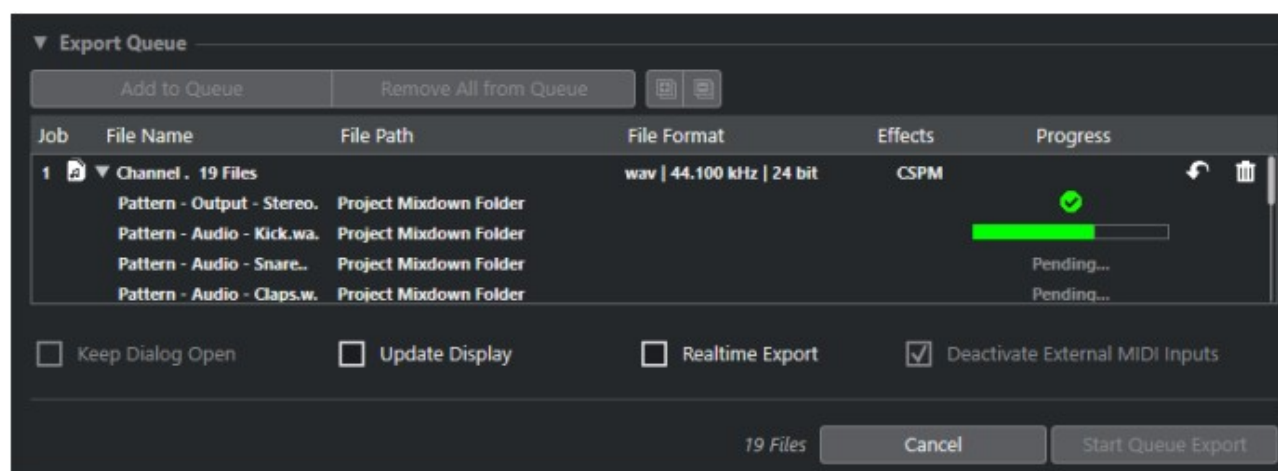 Export Queue
Add to Queue Remove All from Queue
Job File Name File Path File Format Effects Progress
1 Channel . 19 Files wav | 44.100 kHz | 24 bit CSPM
Pattern - Output - Stereo. Project Mixdown Folder
Pattern - Audio - Kick.wa. Project Mixdown Folder
Pattern - Audio - Snare.. Project Mixdown Folder Pending...
Pattern - Audio - Claps.w. Project Mixdown Folder Pending...
Keep Dialog Open Update Display Realtime Export Deactivate External MIDI Inputs
19 Files Cancel Start Queue Export